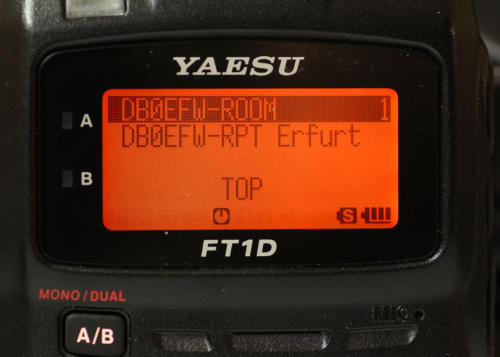 YAESU
A
DB0EFW-ROOM 1
DB0EFW-RPT Erfurt
B
TOP
S
FT1D
MONO/DUAL
A/B
MIC